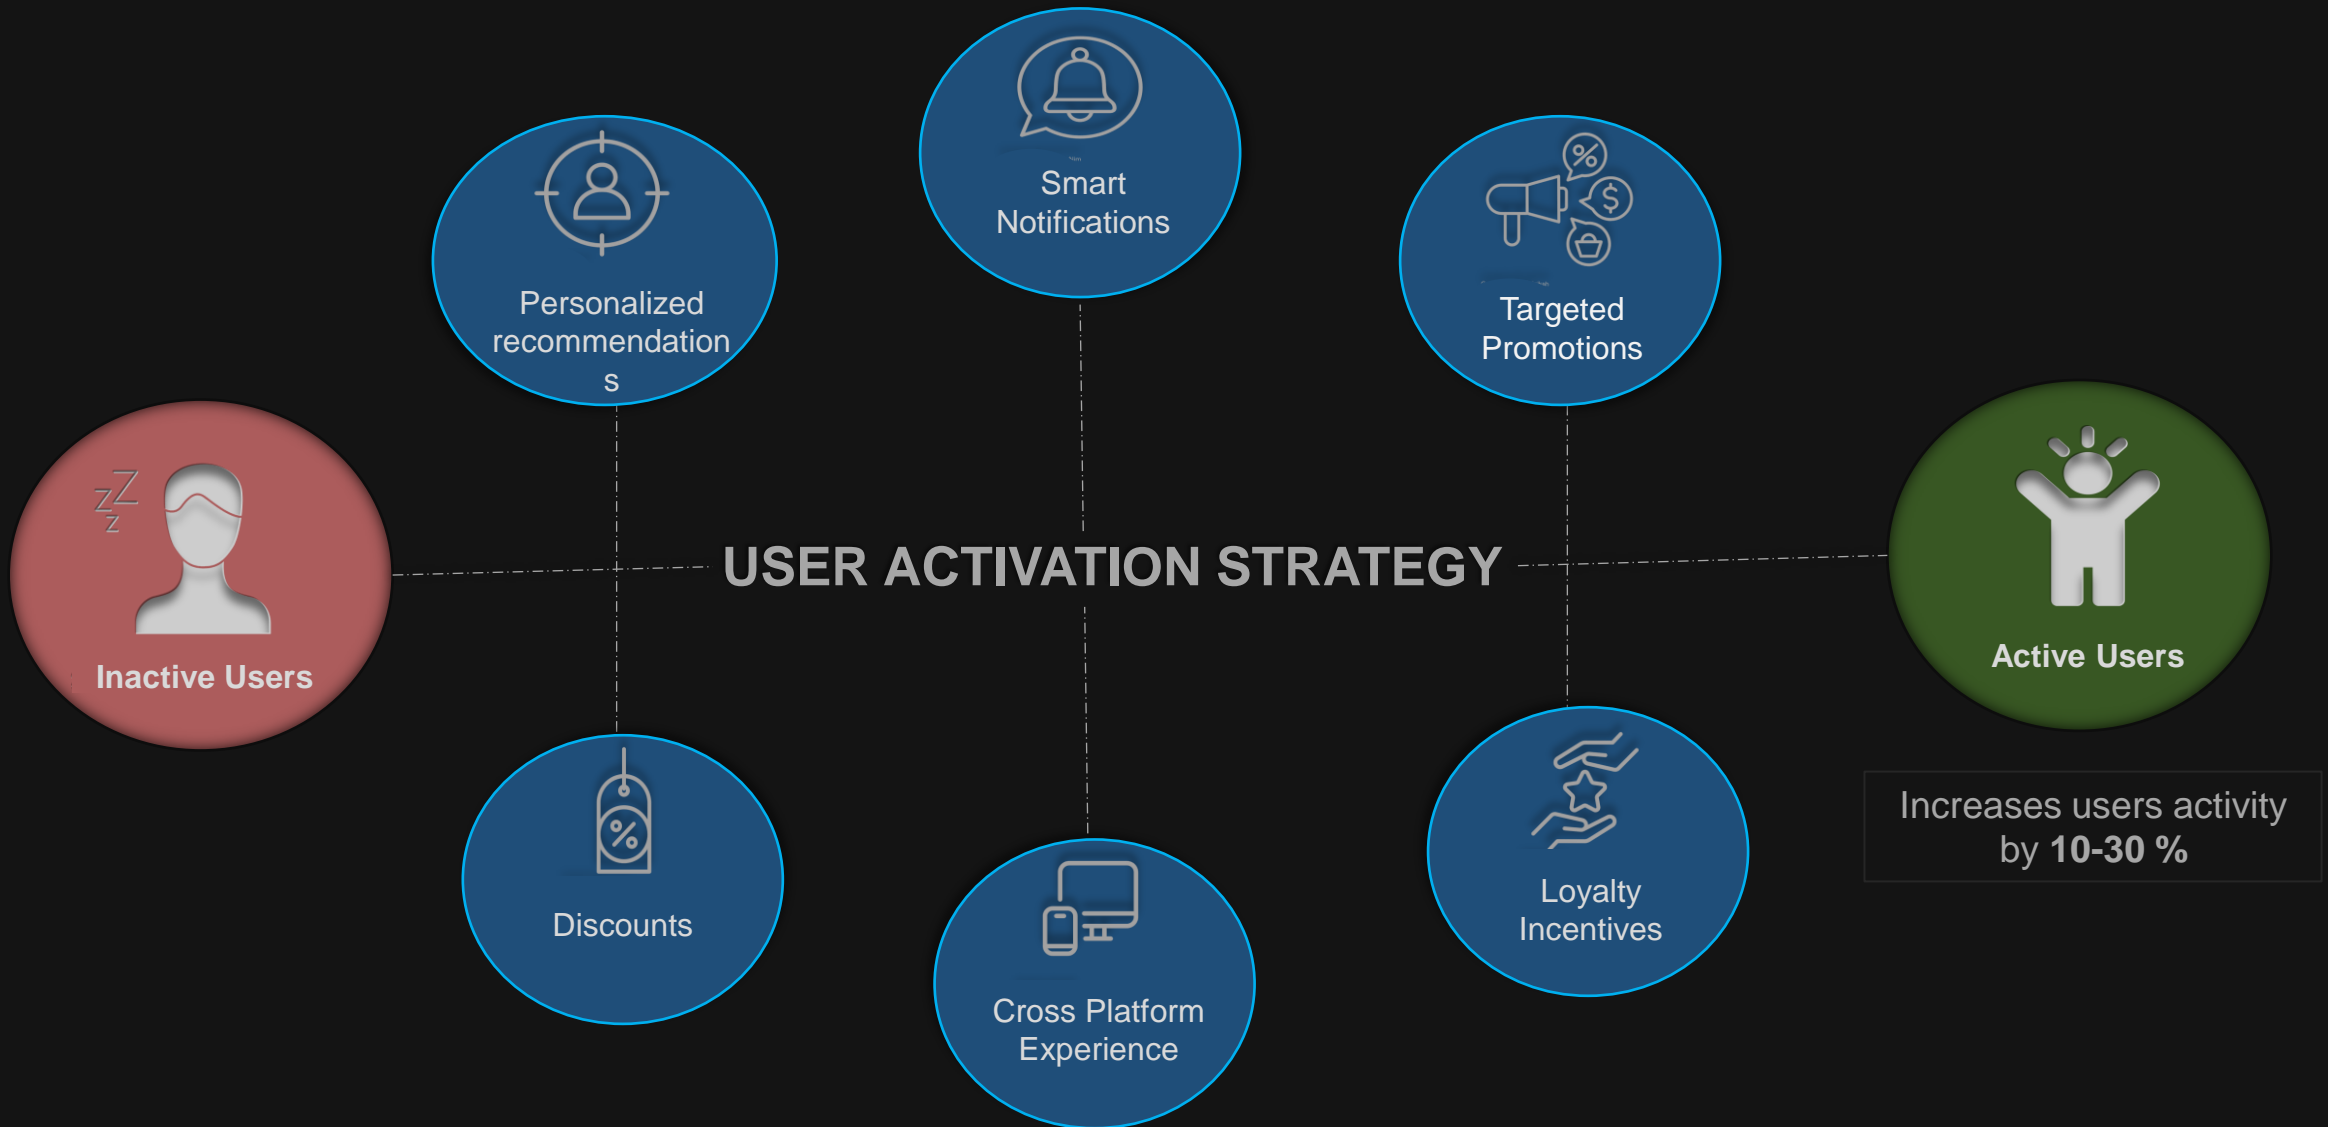 Smart
Notifications
Personalized
recommendation
s
%
$
Targeted
Promotions
zZ
z
Inactive Users
USER ACTIVATION STRATEGY
Active Users
Increases users activity
by 10-30 %
%
Discounts
Cross Platform
Experience
Loyalty
Incentives